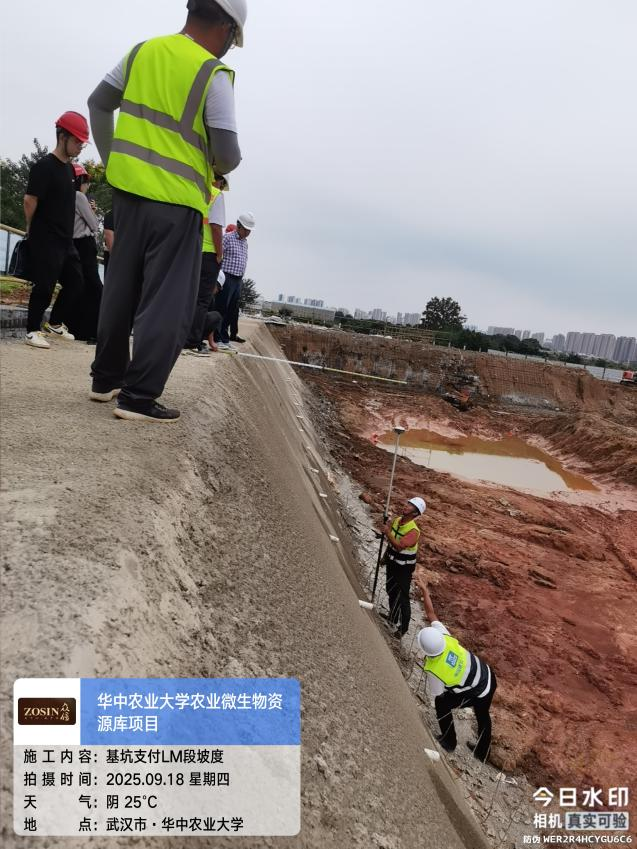 ZOSIN 众信
华中农业大学农业微生物资
源库项目
施工内容：基坑支付LM段坡度
拍摄时间：2025.09.18 星期四
天 气：阴 25℃
地 点：武汉市·华中农业大学
今日水印
相机 真实可验
防伪 WER2R4HCYGU6C6